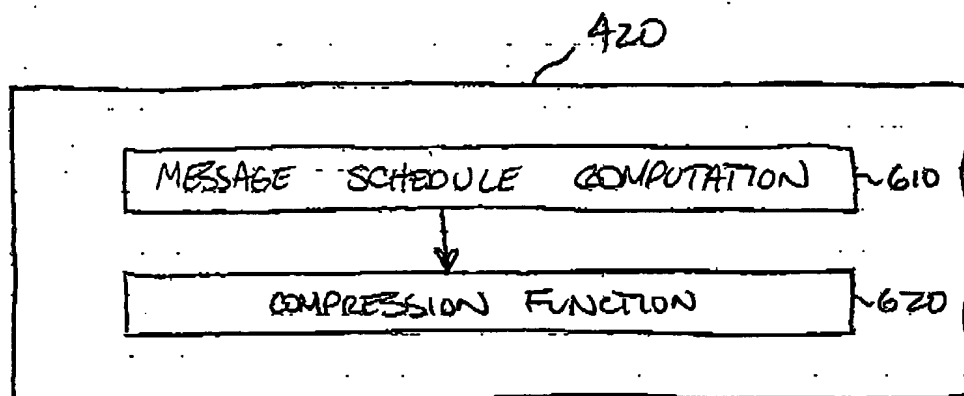 420
MESSAGE SCHEDULE COMPUTATION 610
COMPRESSION FUNCTION 620